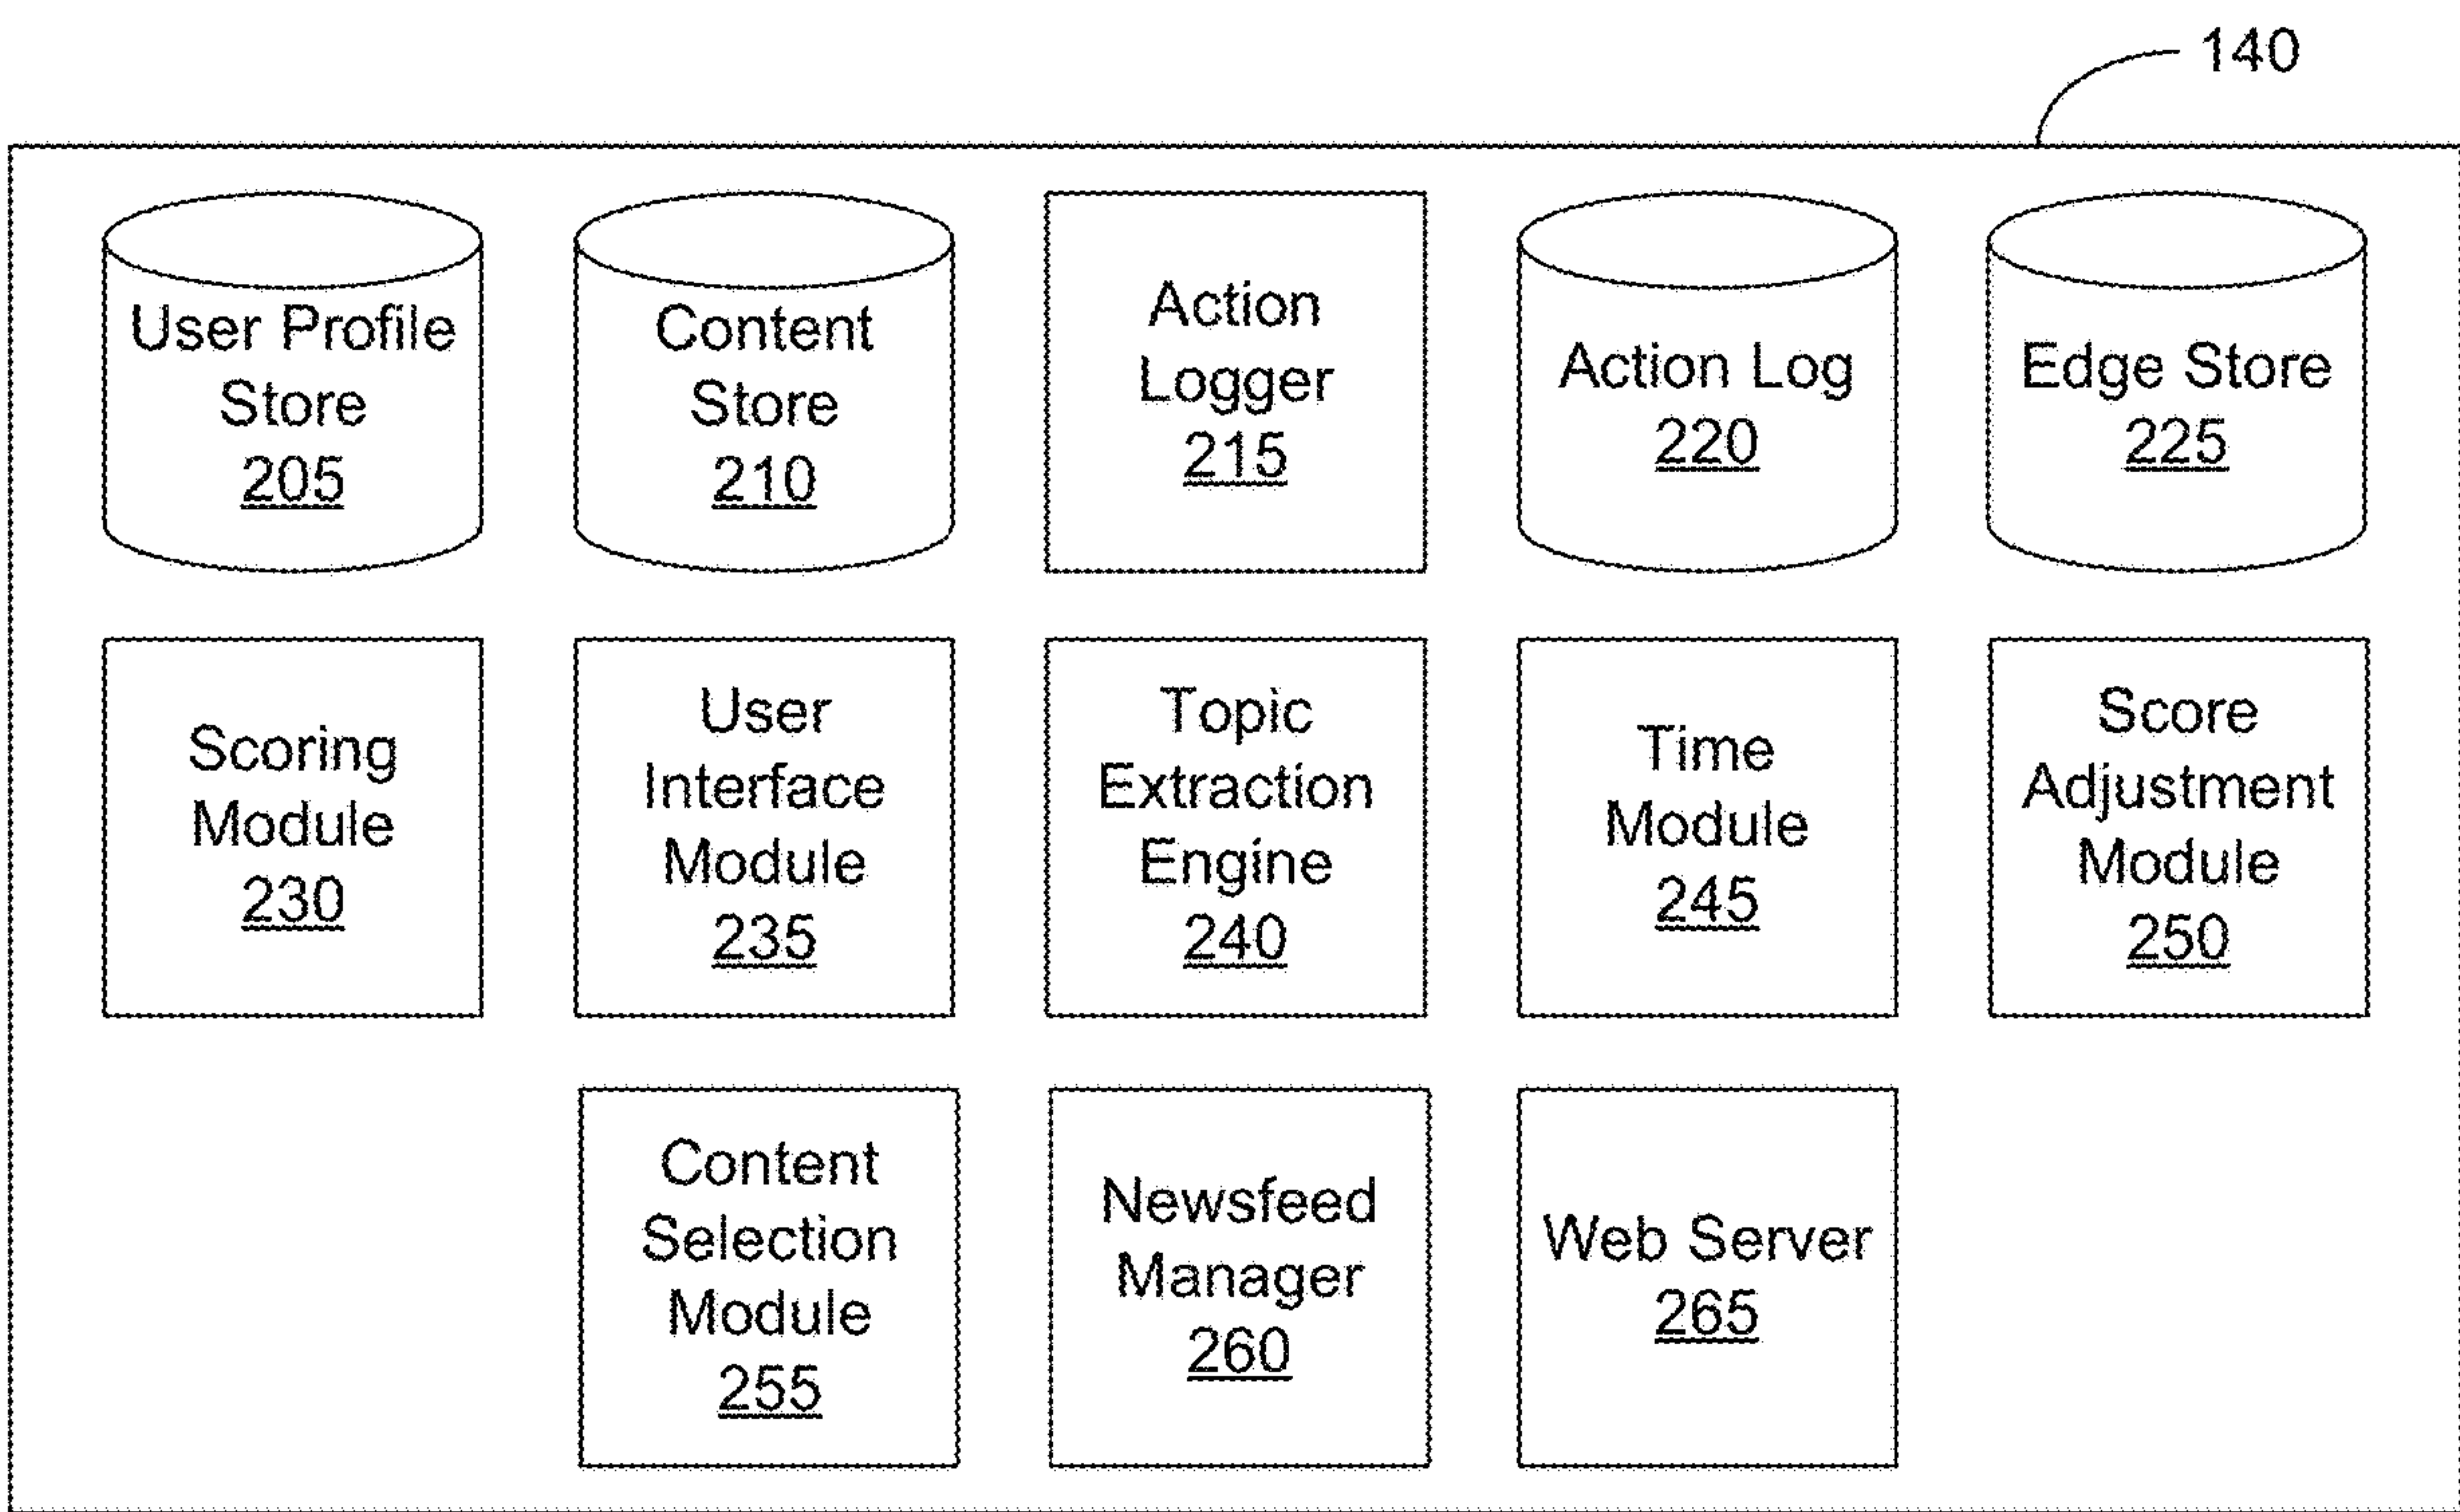 140
User Profile
Store
205
Content
Store
210
Action
Logger
215
Action Log
220
Edge Store
225
Scoring
Module
230
User
Interface
Module
235
Topic
Extraction
Engine
240
Time
Module
245
Score
Adjustment
Module
250
Content
Selection
Module
255
Newsfeed
Manager
260
Web Server
265